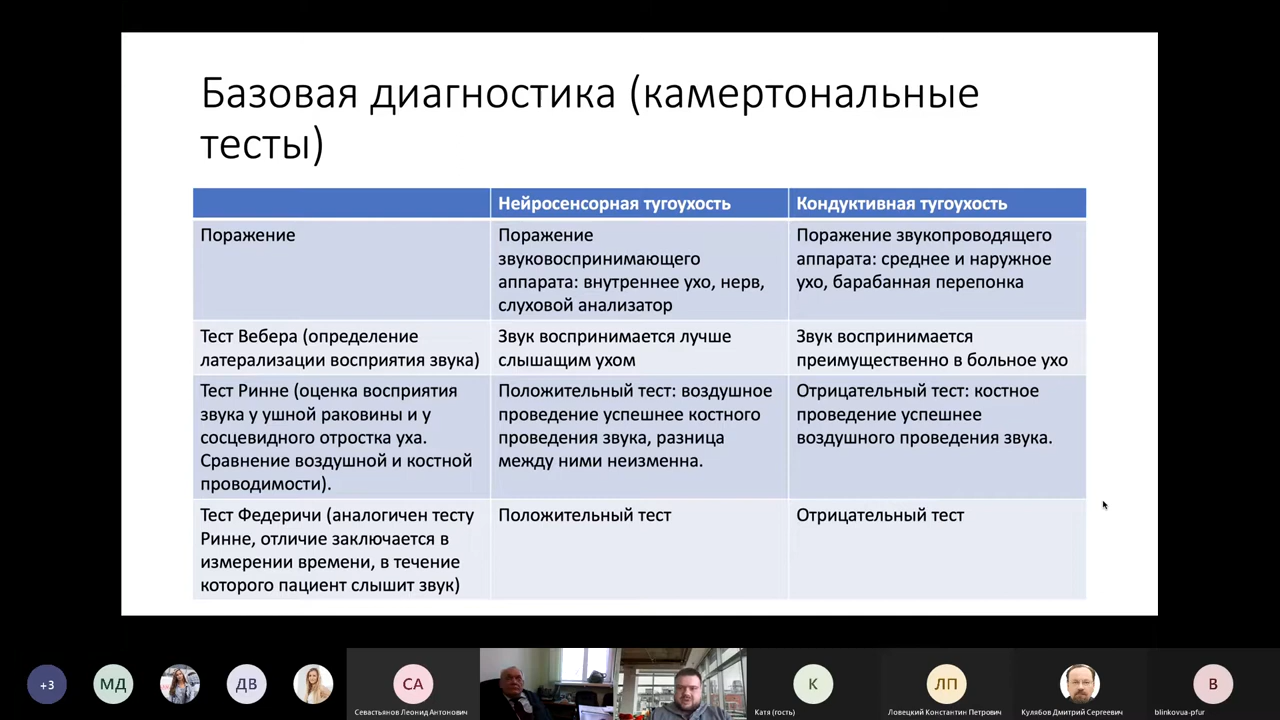 Базовая диагностика (камертональные
тесты)
Нейросенсорная тугоухость
Кондуктивная тугоухость
Поражение
Поражение
звуковоспринимающего
аппарата: внутреннее ухо, нерв,
слуховой анализатор
Поражение звукопроводящего
аппарата: среднее и наружное
ухо, барабанная перепонка
Тест Вебера (определение
латерализации восприятия звука)
Звук воспринимается лучше
слышащим ухом
Звук воспринимается
преимущественно в больное ухо
Тест Ринне (оценка восприятия
звука у ушной раковины и у
сосцевидного отростка уха.
Сравнение воздушной и костной
проводимости).
Положительный тест: воздушное
проведение успешнее костного
проведения звука, разница
между ними неизменна.
Отрицательный тест: костное
проведение успешнее
воздушного проведения звука.
Тест Федеричи (аналогичен тесту
Ринне, отличие заключается в
измерении времени, в течение
которого пациент слышит звук)
Положительный тест
Отрицательный тест
+3
МД
ДВ
СА
К
ЛП
В
Севастьянов Леонид Антонович
Катя (гость)
Ловецкий Константин Петрович
Кулябов Дмитрий Сергеевич
blinkovua-pfur